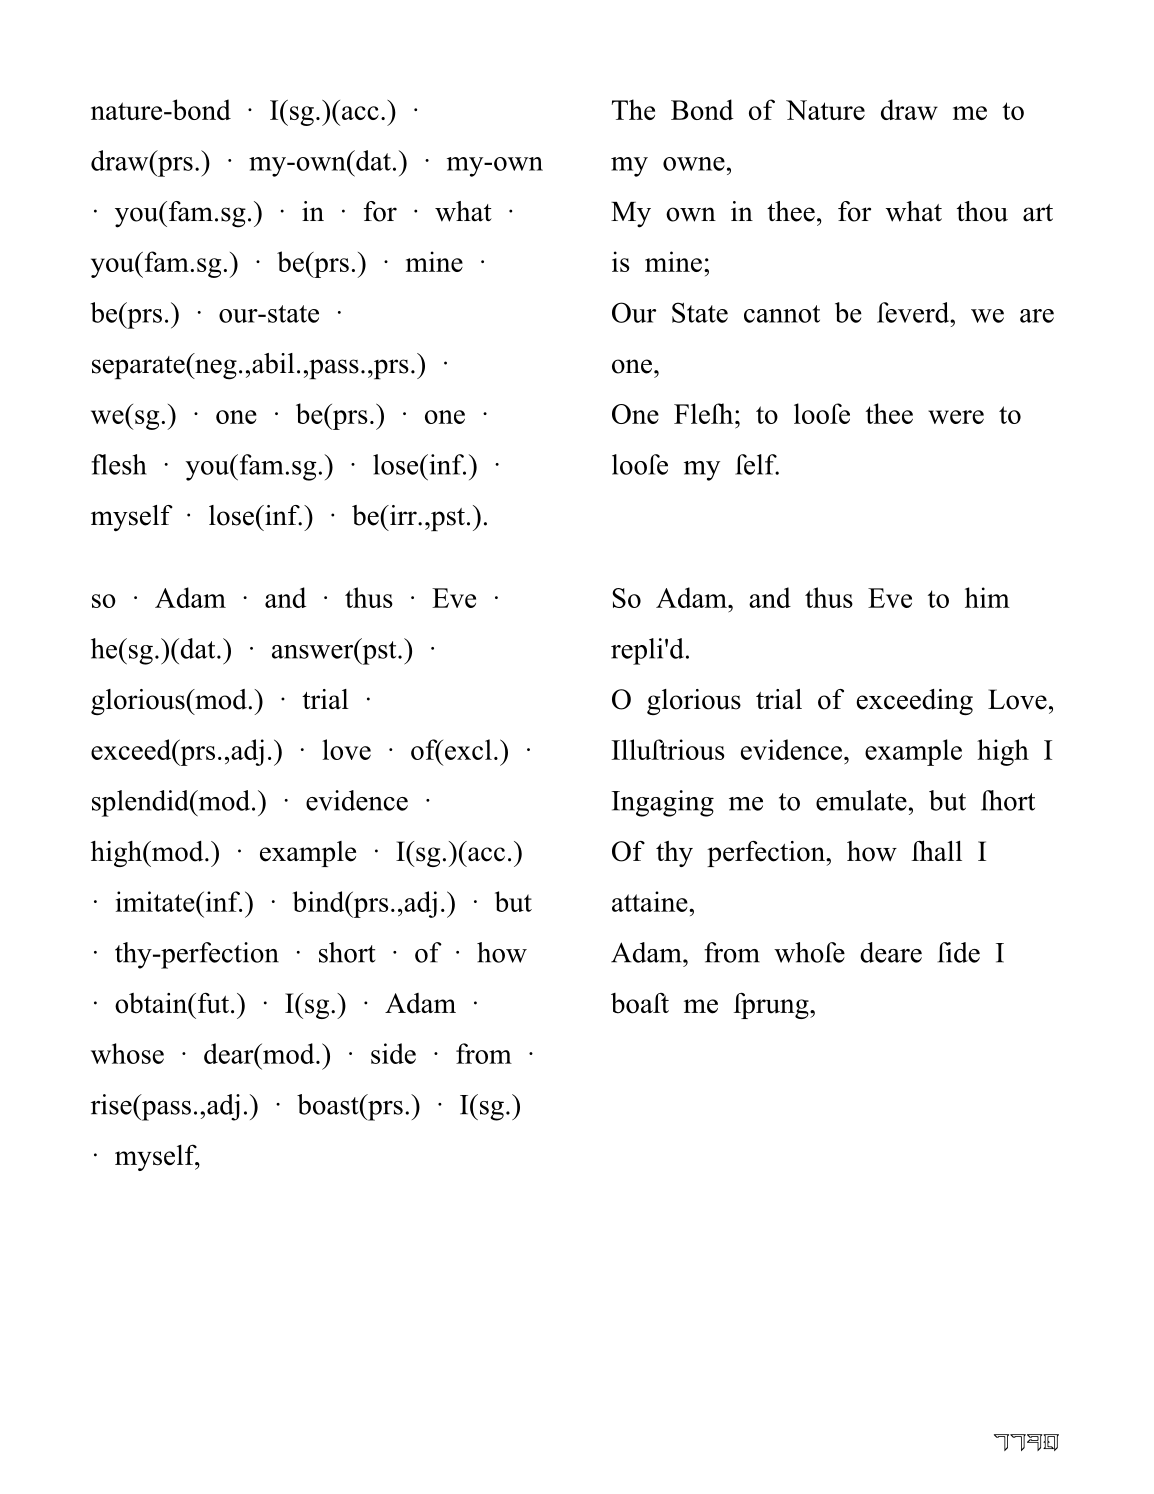 nature-bond · I(sg.)(acc.) ·
draw(prs.) · my-own(dat.) · my-own
· you(fam.sg.) · in · for · what ·
you(fam.sg.) · be(prs.) · mine ·
be(prs.) · our-state ·
separate(neg.,abil.,pass.,prs.) ·
we(sg.) · one · be(prs.) · one ·
flesh · you(fam.sg.) · lose(inf.) ·
myself · lose(inf.) · be(irr.,pst.).
The Bond of Nature draw me to
my owne,
My own in thee, for what thou art
is mine;
Our State cannot be ſeverd, we are
one,
One Fleſh; to looſe thee were to
looſe my ſelf.
so · Adam · and · thus · Eve ·
he(sg.)(dat.) · answer(pst.) ·
glorious(mod.) · trial ·
exceed(prs.,adj.) · love · of(excl.) ·
splendid(mod.) · evidence ·
high(mod.) · example · I(sg.)(acc.)
· imitate(inf.) · bind(prs.,adj.) · but
· thy-perfection · short · of · how
· obtain(fut.) · I(sg.) · Adam ·
whose · dear(mod.) · side · from ·
rise(pass.,adj.) · boast(prs.) · I(sg.)
· myself,
So Adam, and thus Eve to him
repli'd.
O glorious trial of exceeding Love,
Illuſtrious evidence, example high I
Ingaging me to emulate, but ſhort
Of thy perfection, how ſhall I
attaine,
Adam, from whoſe deare ſide I
boaſt me ſprung,